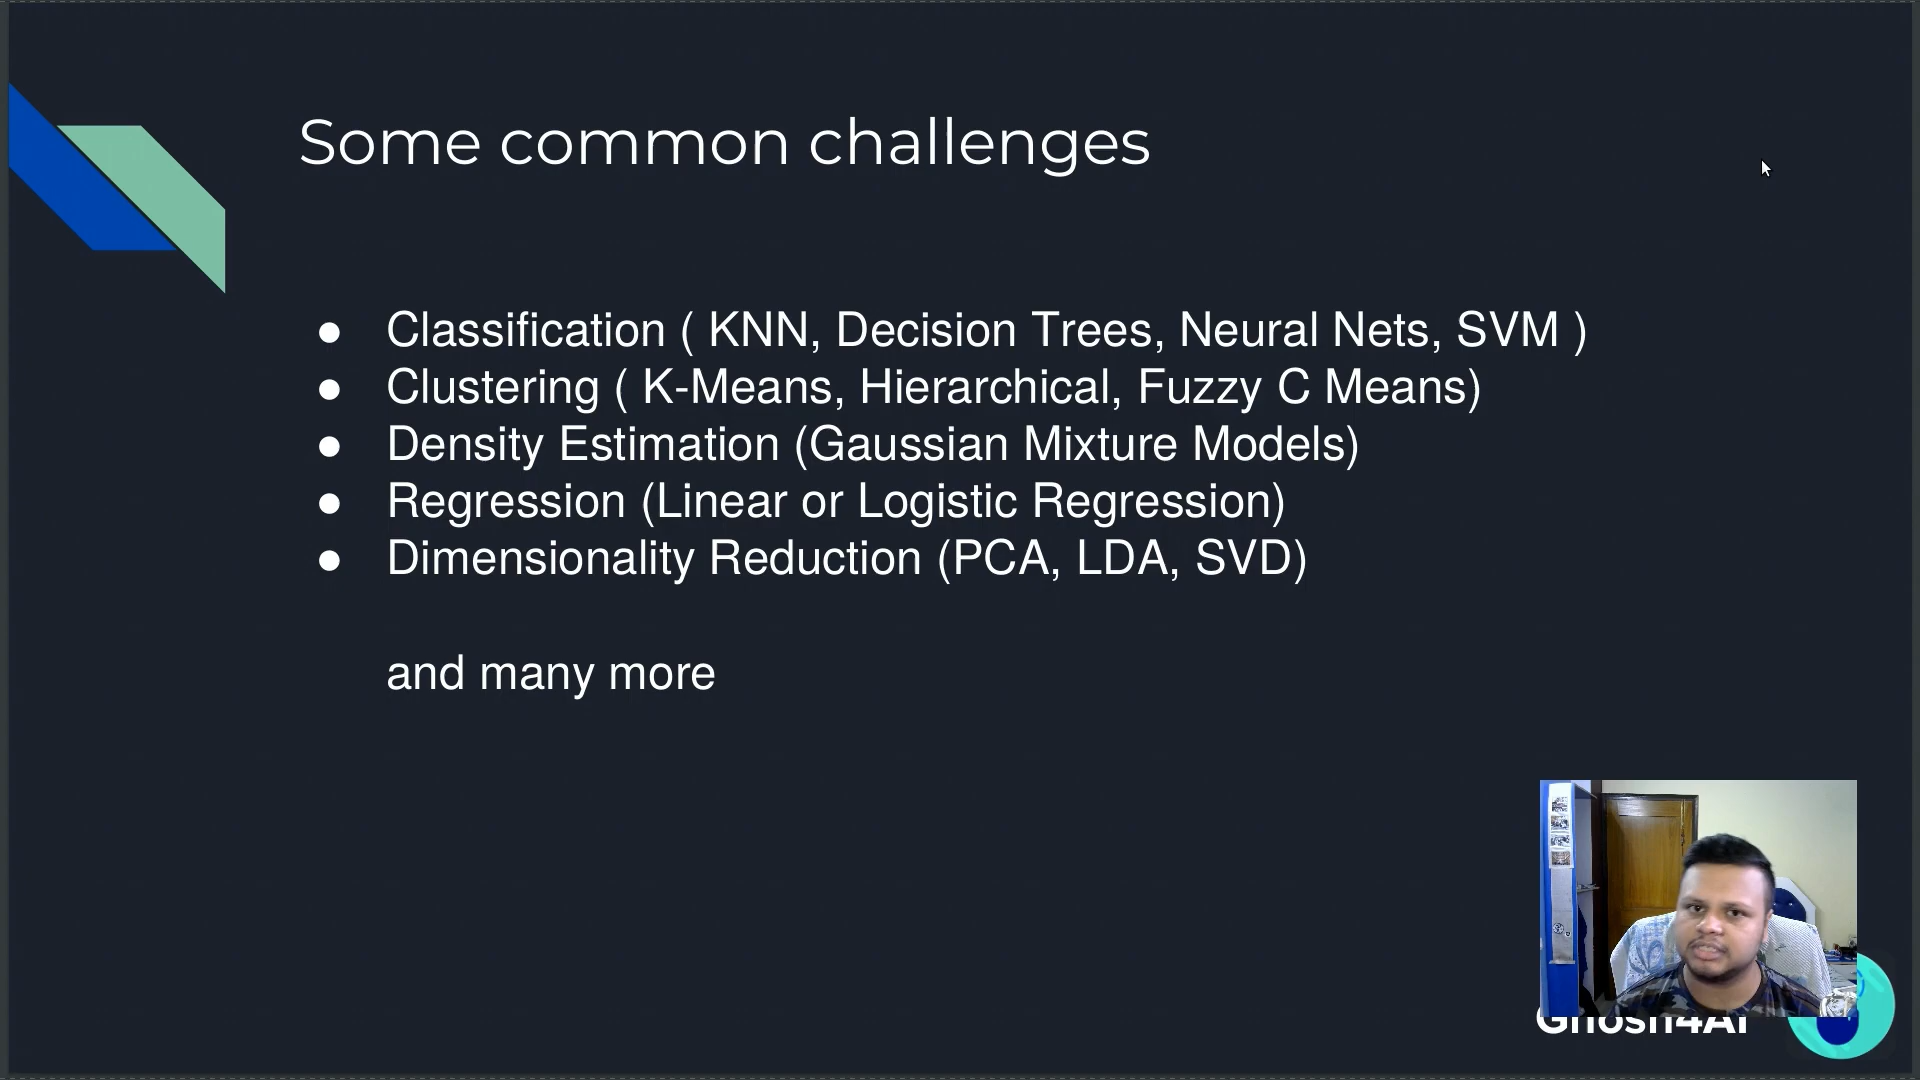 Some common challenges
● Classification ( KNN, Decision Trees, Neural Nets, SVM )
● Clustering ( K-Means, Hierarchical, Fuzzy C Means)
● Density Estimation (Gaussian Mixture Models)
● Regression (Linear or Logistic Regression)
● Dimensionality Reduction (PCA, LDA, SVD)
and many more
Ghosh4AI